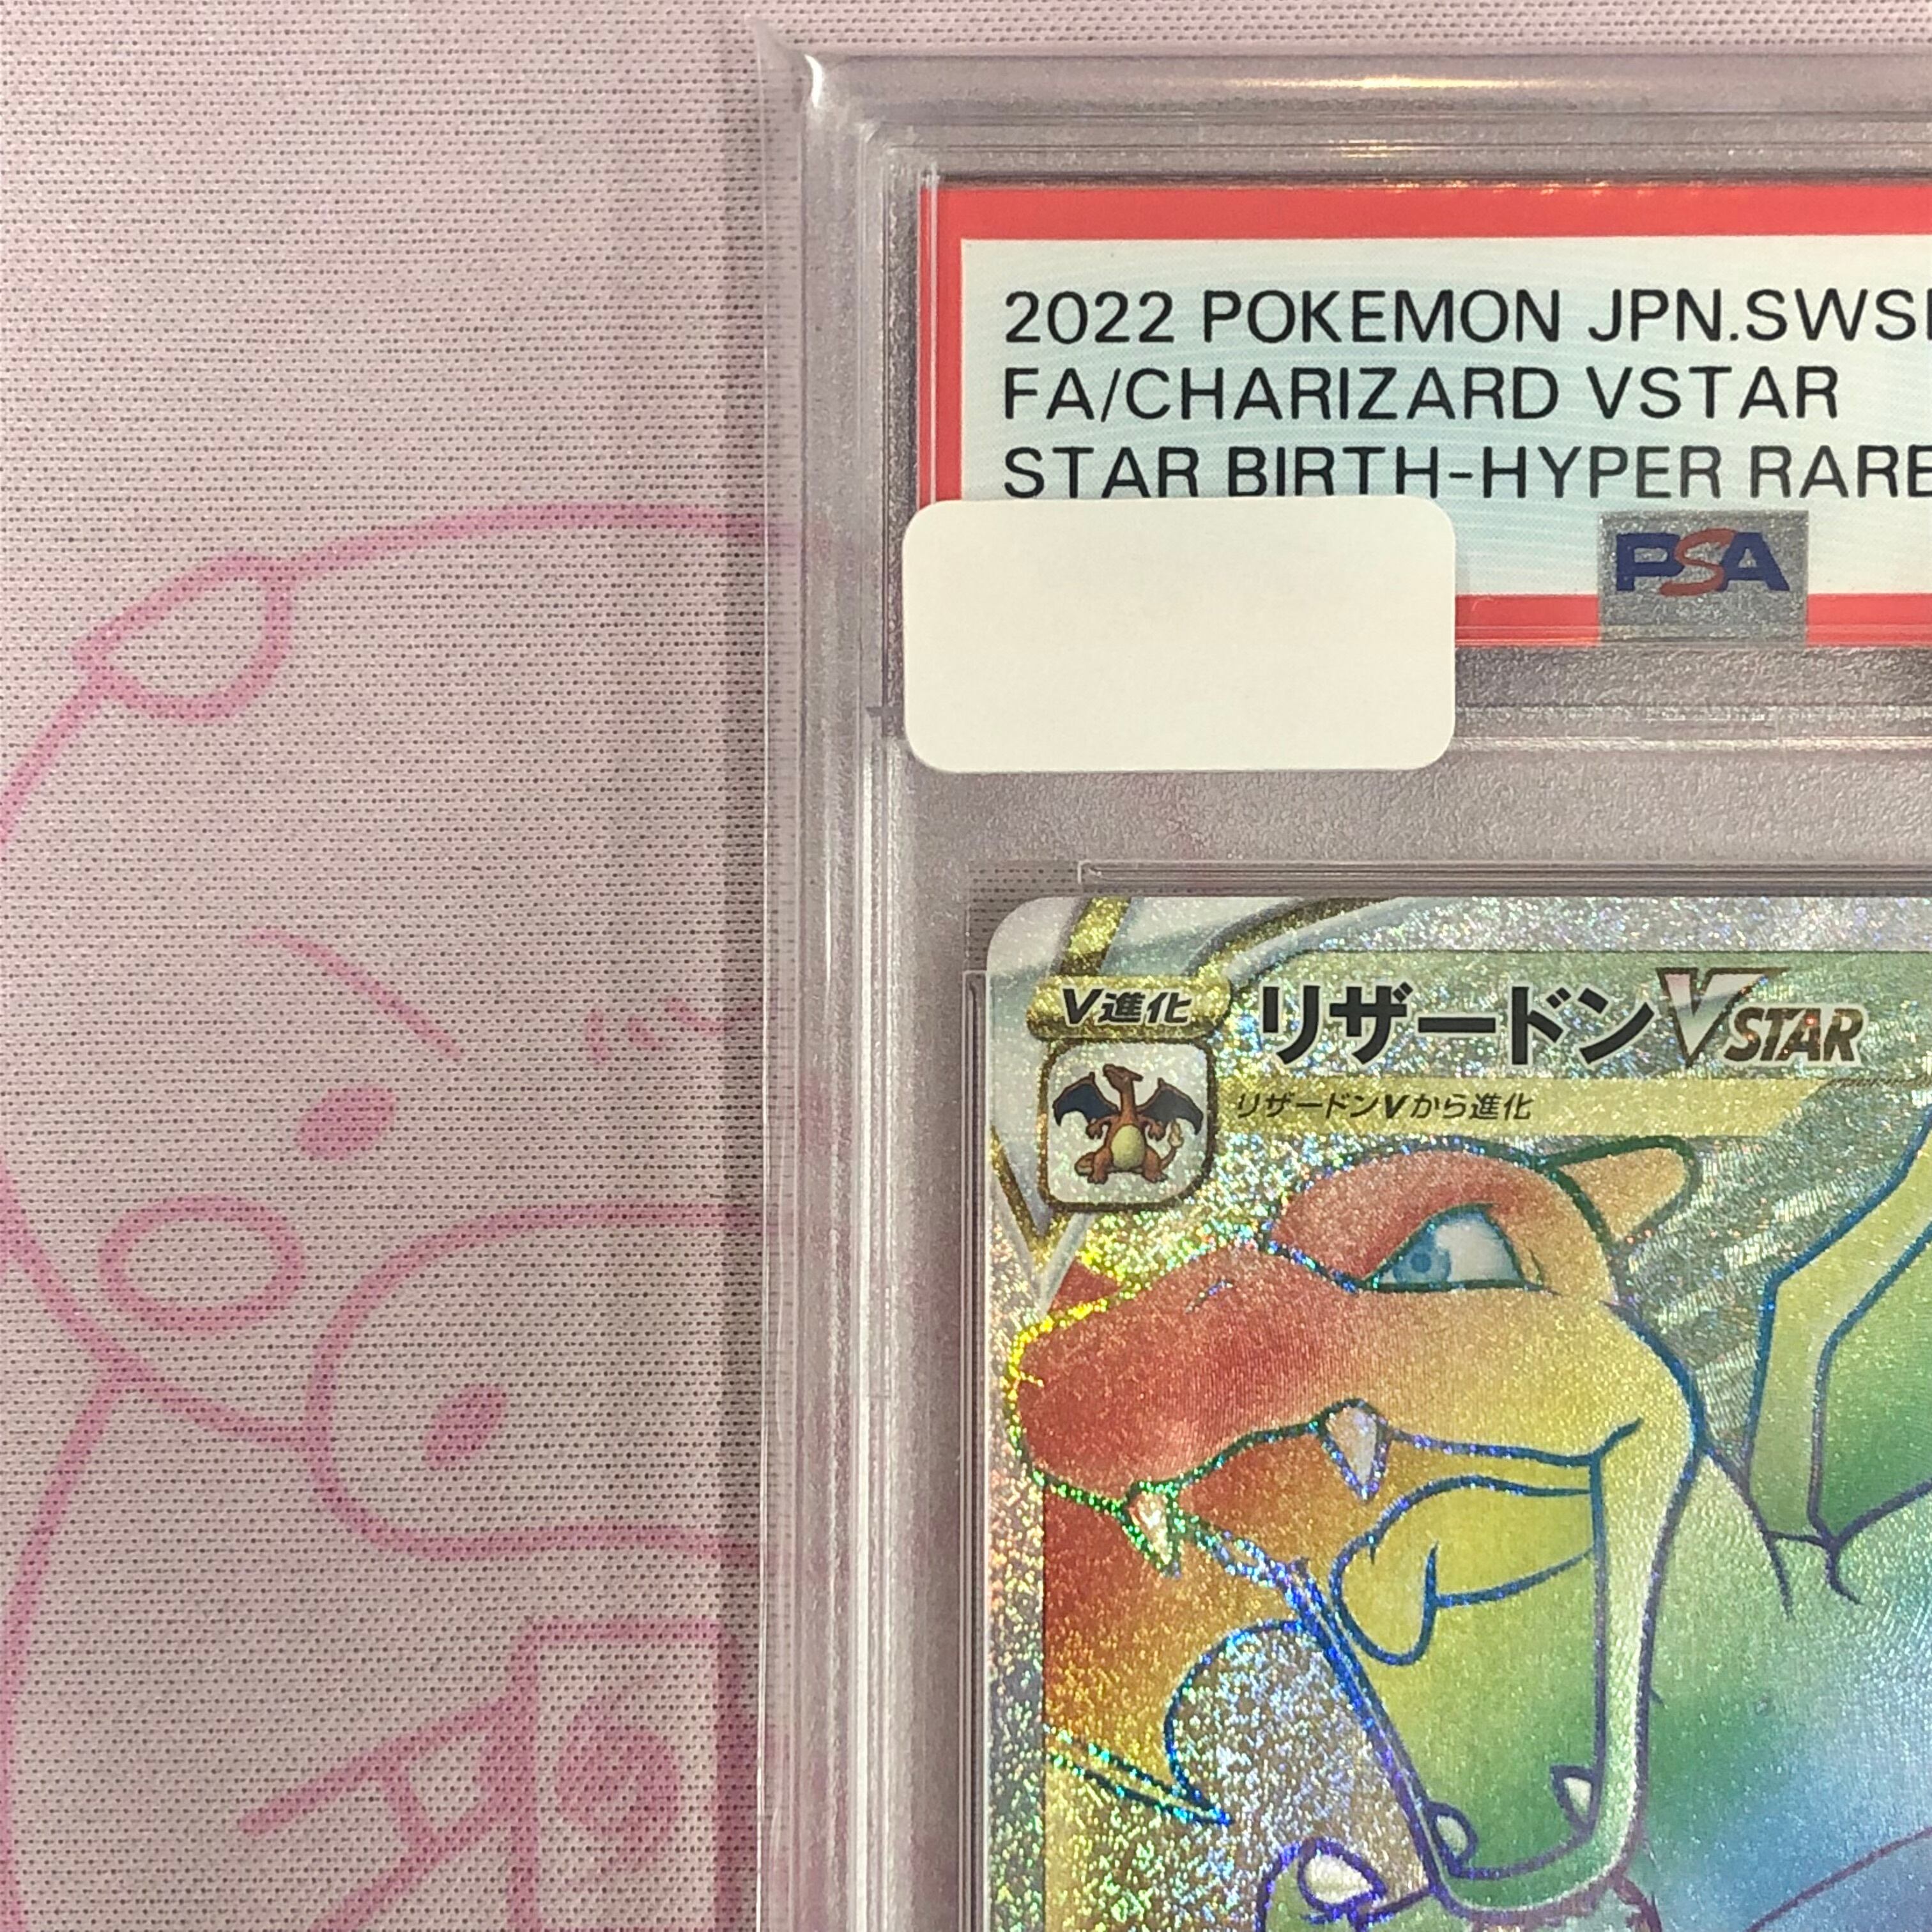 2022 POKEMON JPN.SWS
FA/CHARIZARD VSTAR
STAR BIRTH-HYPER RARE
PSA
V進化
リザードンVSTAR
リザードンVから進化